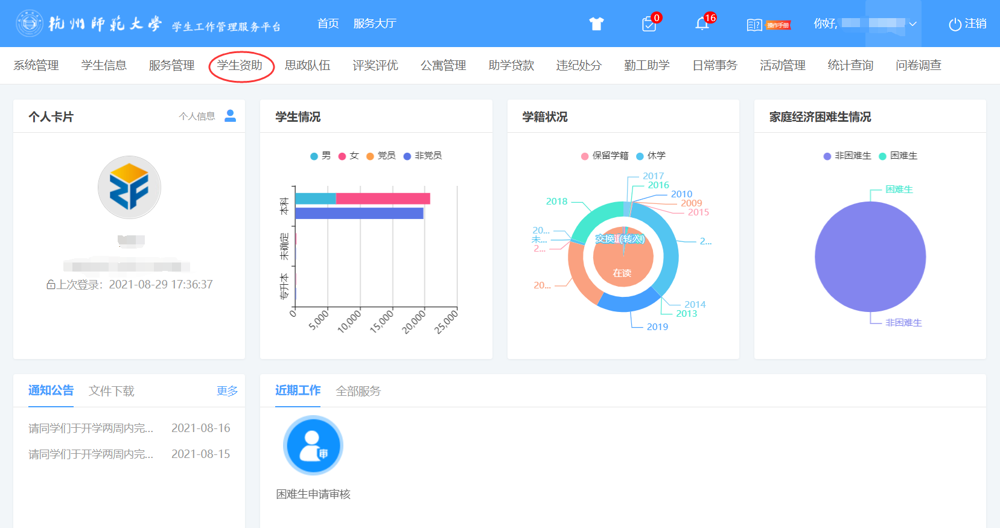 杭州师范大学 学生工作管理服务平台 首页 服务大厅 0 16 操作手册 你好, 注销
系统管理 学生信息 服务管理 学生资助 思政队伍 评奖评优 公寓管理 助学贷款 违纪处分 勤工助学 日常事务 活动管理 统计查询 问卷调查
个人卡片 个人信息
上次登录：2021-08-29 17:36:37
学生情况
男 女 党员 非党员
本科
未确定
专升本
0 5,000 10,000 15,000 20,000 25,000
学籍状况
保留学籍 休学
2017
2016
2010
2009
2015
2018
20...
未...
2...
2...
20...
在读
2014
2013
2019
家庭经济困难生情况
非困难生 困难生
困难生
非困难生
通知公告 文件下载 更多
请同学们于开学两周内完... 2021-08-16
请同学们于开学两周内完... 2021-08-15
近期工作 全部服务
审
困难生申请审核